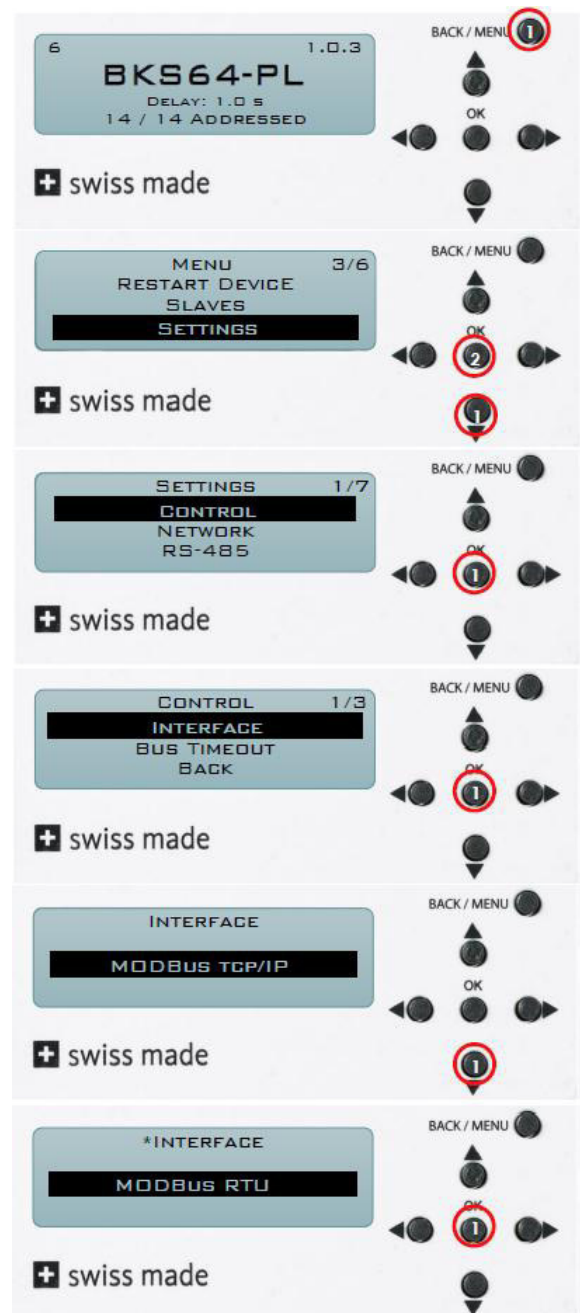 6 1.0.3
BKS64-PL
DELAY: 1.0 s
14 / 14 ADDRESSED
BACK / MENU 1
OK
swiss made
MENU 3/6
RESTART DEVICE
SLAVES
SETTINGS
BACK / MENU
OK
2
1
swiss made
SETTINGS 1/7
CONTROL
NETWORK
RS-485
BACK / MENU
OK
1
swiss made
CONTROL 1/3
INTERFACE
BUS TIMEOUT
BACK
BACK / MENU
OK
1
swiss made
INTERFACE
MODBUS TCP/IP
BACK / MENU
OK
1
swiss made
*INTERFACE
MODBUS RTU
BACK / MENU
OK
1
swiss made